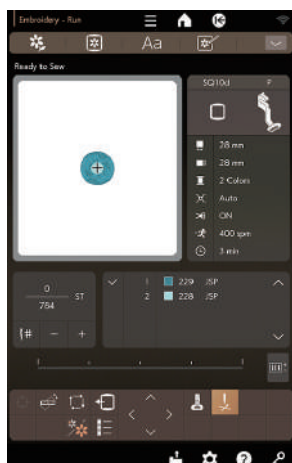 Embroidery - Run
Aa
Ready to Sew
SQ10d P
28 mm
28 mm
2 Colors
Auto
ON
400 spm
3 min
0
784
ST
1 229 JSP
2 228 JSP
- +